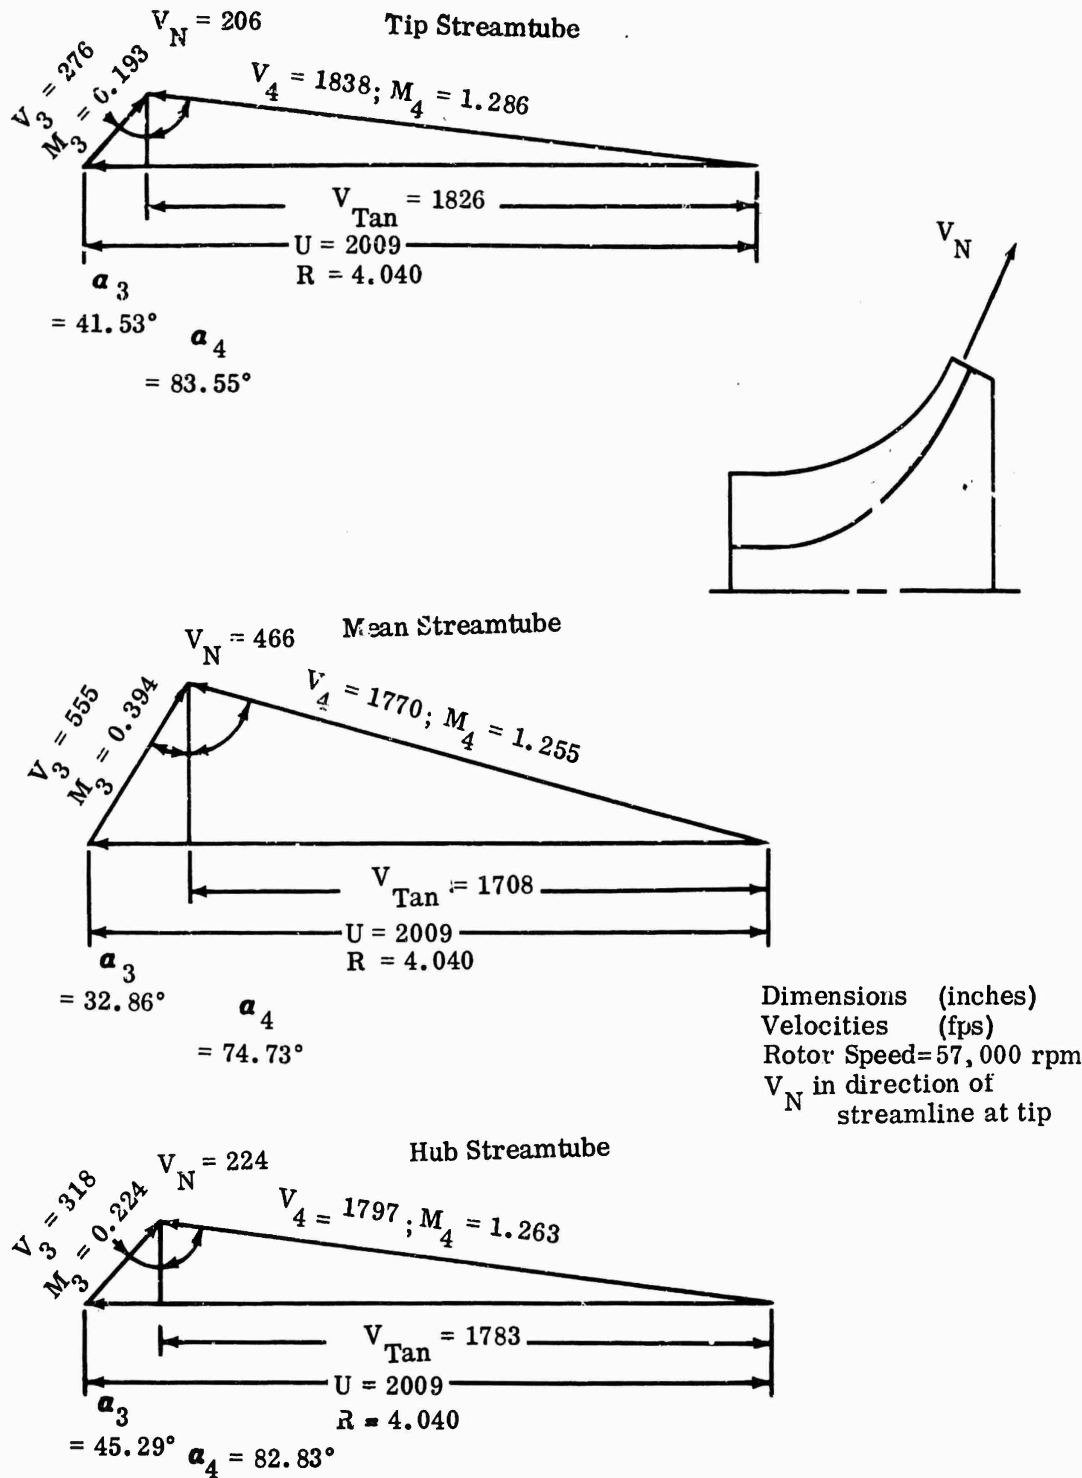 Tip Streamtube
V_N = 206
V_3 = 276
M_3 = 0.193
V_4 = 1838; M_4 = 1.286
V_Tan = 1826
U = 2009
R = 4.040
α_3
= 41.53°
α_4
= 83.55°
V_N
Mean Streamtube
V_N = 466
V_3 = 555
M_3 = 0.394
V_4 = 1770; M_4 = 1.255
V_Tan = 1708
U = 2009
R = 4.040
α_3
= 32.86°
α_4
= 74.73°
Dimensions (inches)
Velocities (fps)
Rotor Speed=57,000 rpm
V_N in direction of
streamline at tip
Hub Streamtube
V_N = 224
V_3 = 318
M_3 = 0.224
V_4 = 1797; M_4 = 1.263
V_Tan = 1783
U = 2009
R = 4.040
α_3
= 45.29°
α_4 = 82.83°